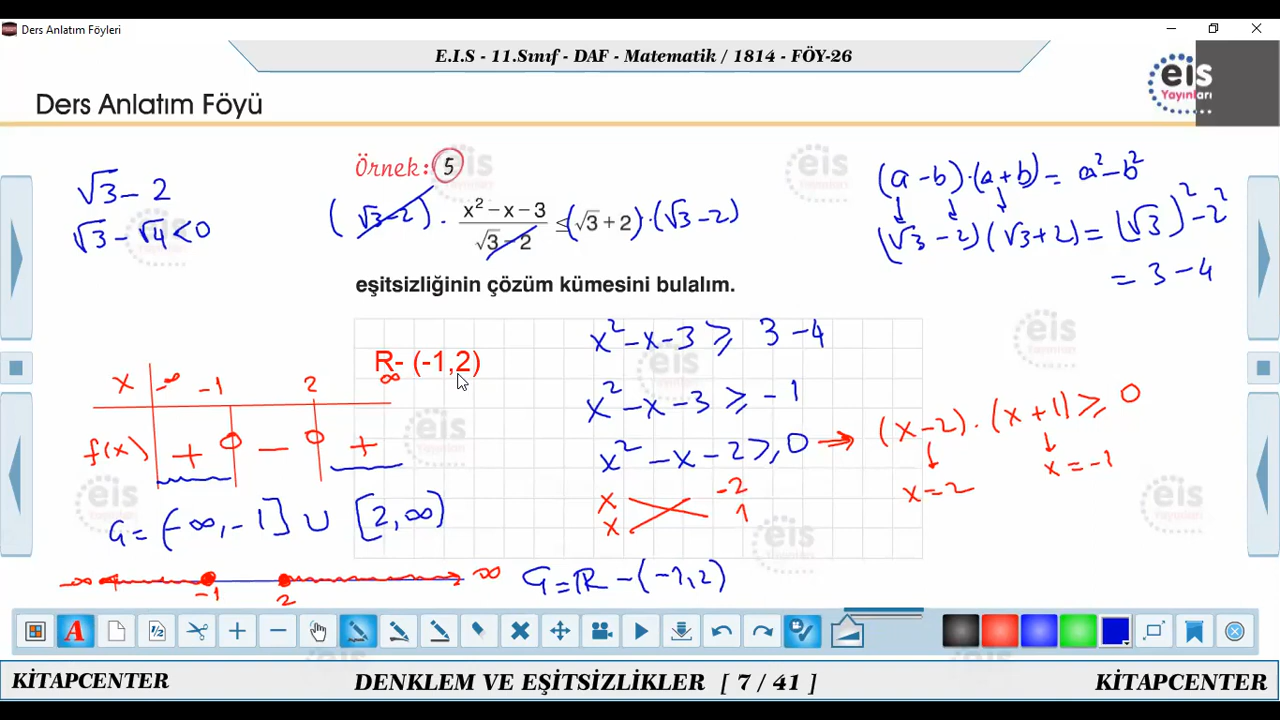 Ders Anlatım Föyleri
E.I.S - 11.Sınıf - DAF - Matematik / 1814 - FÖY-26
eis
Yayınları
Ders Anlatım Föyü
Örnek: 5
√3 - 2
√3 - √4 < 0
(√3-2) · (x² - x - 3)/(√3 - 2) ≤ (√3 + 2) · (√3 - 2)
(a - b) · (a + b) = a² - b²
(√3 - 2)(√3 + 2) = (√3)² - 2²
= 3 - 4
eşitsizliğinin çözüm kümesini bulalım.
x² - x - 3 ≥ 3 - 4
R- (-1,2)
x² - x - 3 ≥ -1
x² - x - 2 ≥ 0 → (x - 2) · (x + 1) ≥ 0
x -2
x 1
x = 2
x = -1
x -∞ -1 2 ∞
f(x) + 0 - 0 +
Ç = (-∞, -1] ∪ [2, ∞)
-∞ -1 2 ∞
Ç = R - (-1, 2)
A
1/2
KİTAPCENTER
DENKLEM VE EŞİTSİZLİKLER [ 7 / 41 ]
KİTAPCENTER